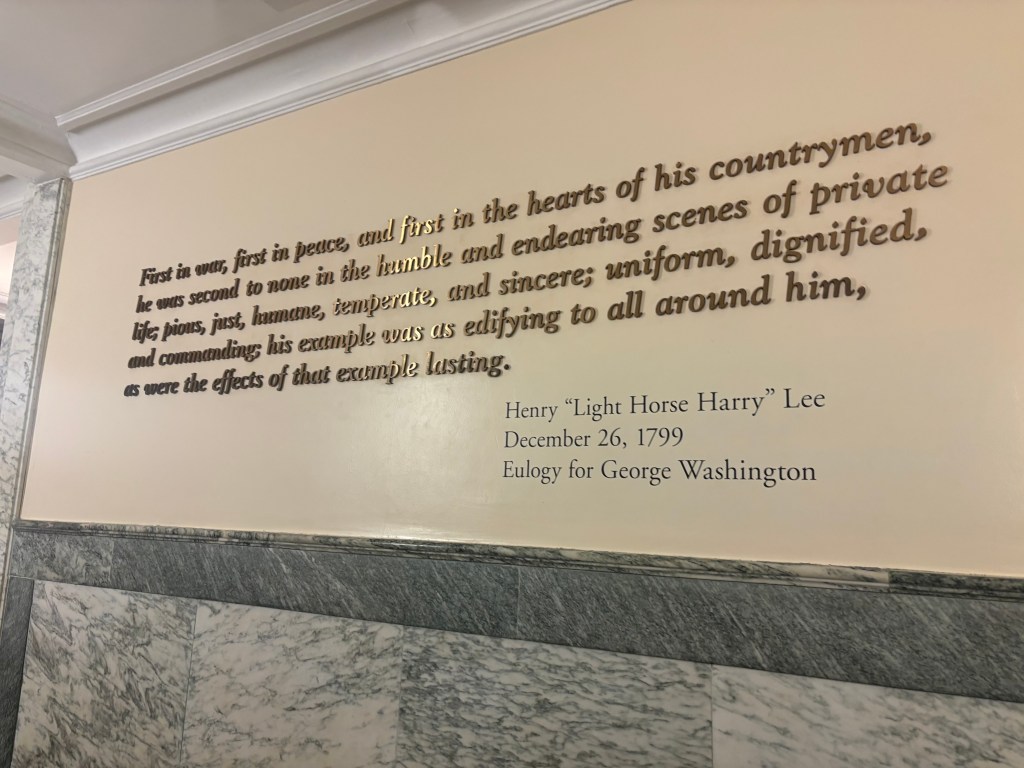 First in war, first in peace, and first in the hearts of his countrymen,
he was second to none in the humble and endearing scenes of private
life; pious, just, humane, temperate, and sincere; uniform, dignified,
and commanding; his example was as edifying to all around him,
as were the effects of that example lasting.
Henry “Light Horse Harry” Lee
December 26, 1799
Eulogy for George Washington